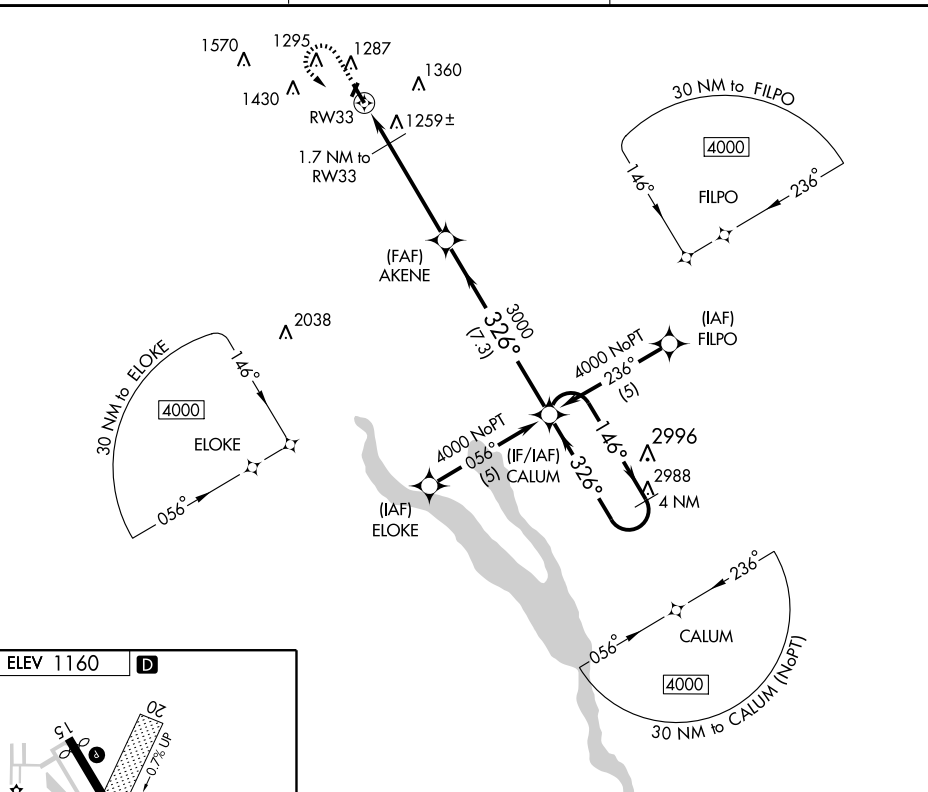 1570
1295
1287
1430
1360
RW33
1259±
1.7 NM to
RW33
30 NM to FILPO
4000
146°
236°
FILPO
(FAF)
AKENE
3000
326°
(7.3)
2038
30 NM to ELOKE
146°
4000
ELOKE
056°
(IAF)
FILPO
4000 NoPT
236°
(5)
4000 NoPT
056°
(5)
(IF/IAF)
CALUM
146°
326°
2996
2988
4 NM
(IAF)
ELOKE
236°
056°
CALUM
4000
30 NM to CALUM (NoPT)
ELEV 1160
D
15
20
P
0.7% UP